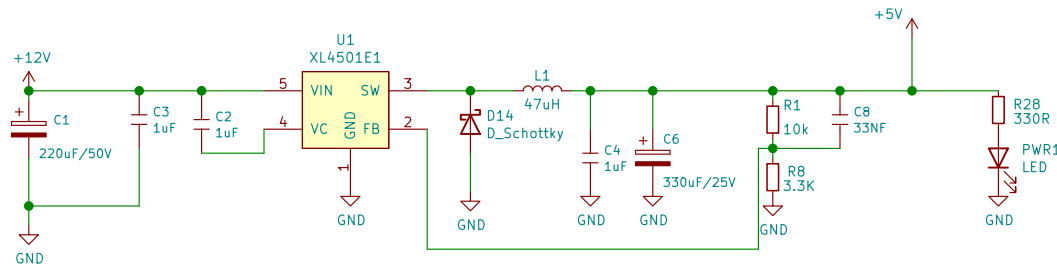 +5V
+12V
U1
XL4501E1
5
VIN
SW
3
4
VC
GND
FB
2
1
GND
+
C1
220uF/50V
GND
C3
1uF
C2
1uF
D14
D_Schottky
GND
L1
47uH
C4
1uF
GND
+
C6
330uF/25V
GND
R1
10k
C8
33NF
R8
3.3K
GND
R28
330R
PWR1
LED
GND